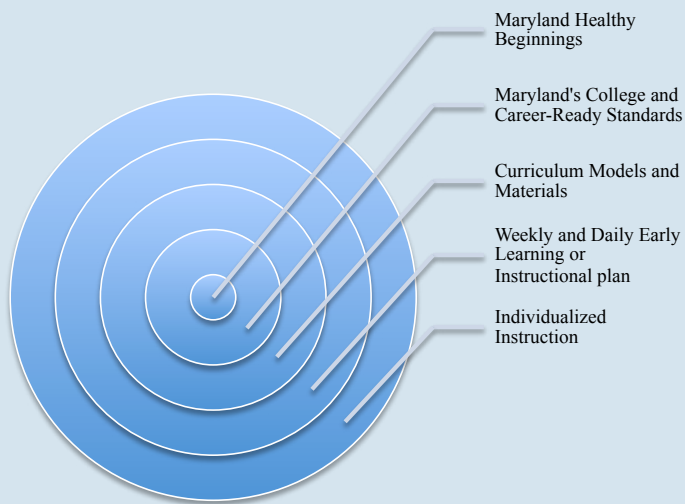 Maryland Healthy
Beginnings
Maryland's College and
Career-Ready Standards
Curriculum Models and
Materials
Weekly and Daily Early
Learning or
Instructional plan
Individualized
Instruction